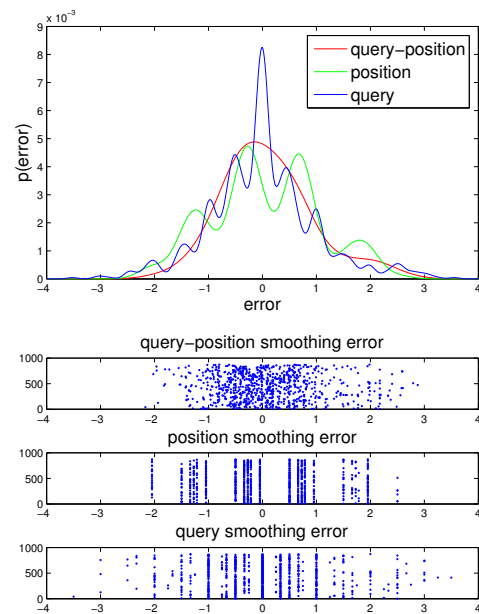 x 10⁻³
9
8
7
6
5
4
3
2
1
0
p(error)
query−position
position
query
−4 −3 −2 −1 0 1 2 3 4
error
query−position smoothing error
1000
500
0
−4 −3 −2 −1 0 1 2 3 4
position smoothing error
1000
500
0
−4 −3 −2 −1 0 1 2 3 4
query smoothing error
1000
500
0
−4 −3 −2 −1 0 1 2 3 4